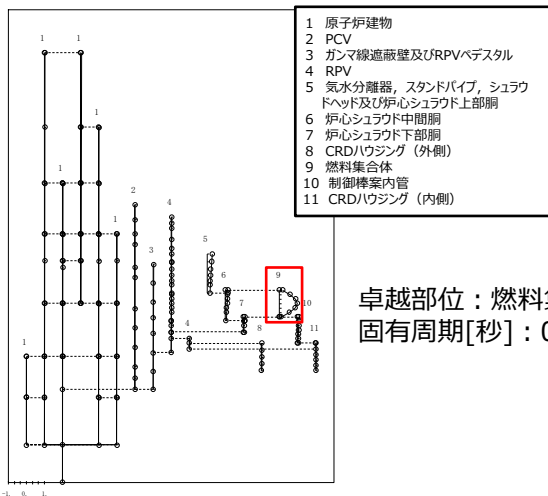 1 原子炉建物
2 PCV
3 ガンマ線遮蔽壁及びRPVペデスタル
4 RPV
5 気水分離器，スタンドパイプ，シュラウ
ドヘッド及び炉心シュラウド上部胴
6 炉心シュラウド中間胴
7 炉心シュラウド下部胴
8 CRDハウジング（外側）
9 燃料集合体
10 制御棒案内管
11 CRDハウジング（内側）
1 1
1
1
2
4
1
3
5
9
6
10
7
4
8
11
1
卓越部位：燃料集
固有周期[秒]：0
-1. 0. 1.